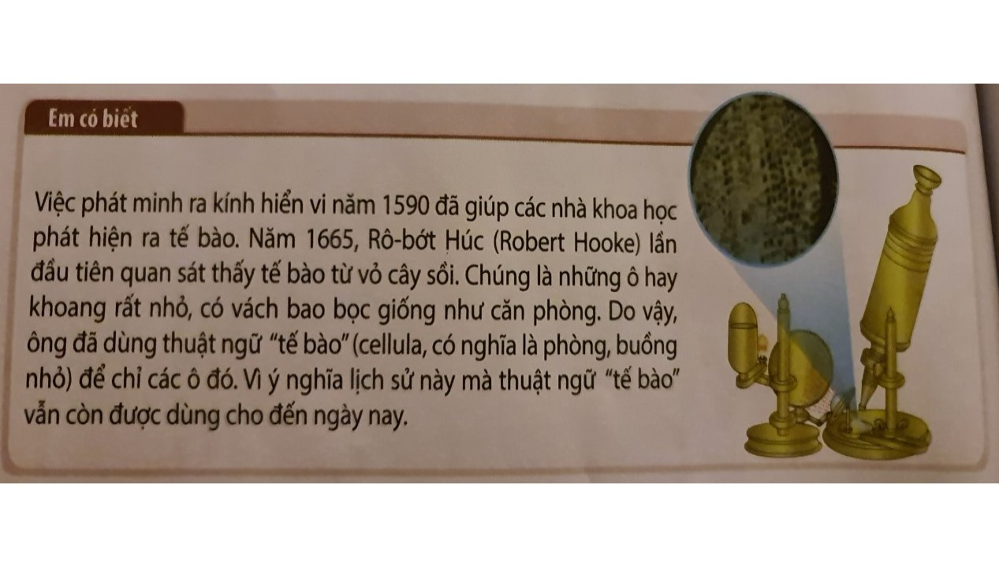 Em có biết
Việc phát minh ra kính hiển vi năm 1590 đã giúp các nhà khoa học
phát hiện ra tế bào. Năm 1665, Rô-bớt Húc (Robert Hooke) lần
đầu tiên quan sát thấy tế bào từ vỏ cây sồi. Chúng là những ô hay
khoang rất nhỏ, có vách bao bọc giống như căn phòng. Do vậy,
ông đã dùng thuật ngữ “tế bào” (cellula, có nghĩa là phòng, buồng
nhỏ) để chỉ các ô đó. Vì ý nghĩa lịch sử này mà thuật ngữ “tế bào”
vẫn còn được dùng cho đến ngày nay.